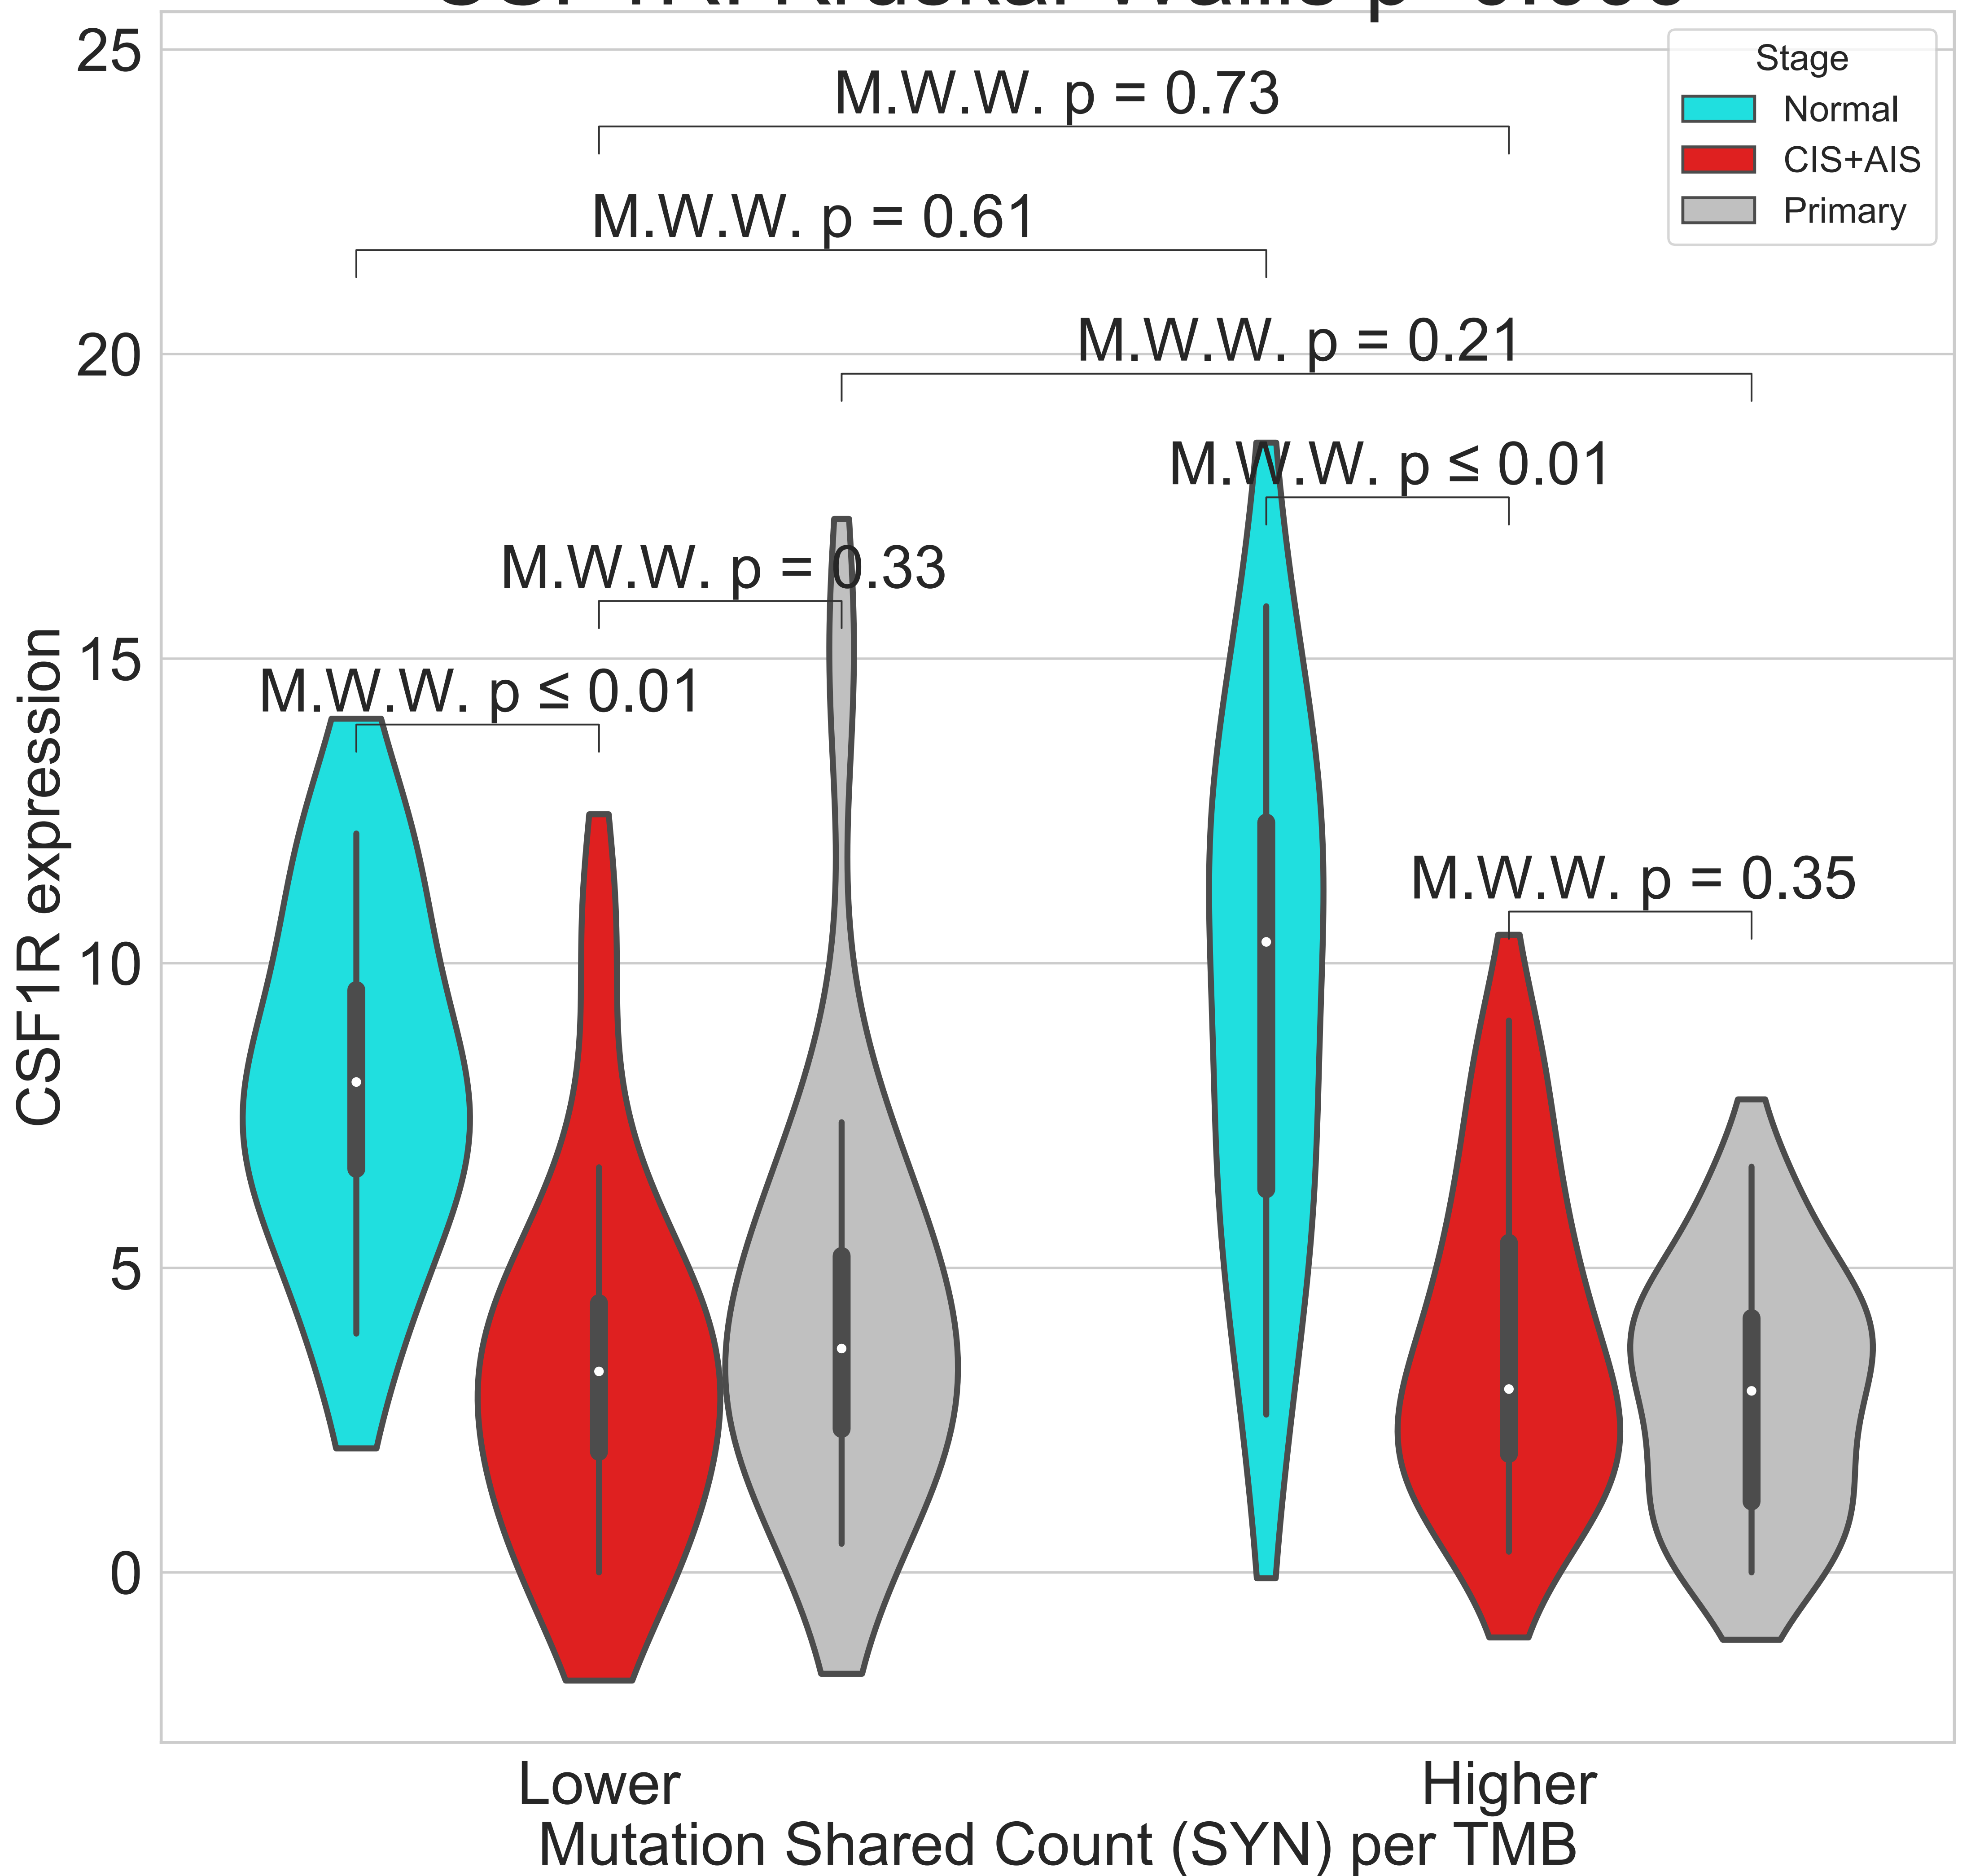 25
M.W.W. p = 0.73
Stage
Normal
CIS+AIS
Primary
M.W.W. p = 0.61
20
M.W.W. p = 0.21
M.W.W. p ≤ 0.01
M.W.W. p = 0.33
15
M.W.W. p ≤ 0.01
M.W.W. p = 0.35
10
5
0
CSF1R expression
Lower
Higher
Mutation Shared Count (SYN) per TMB